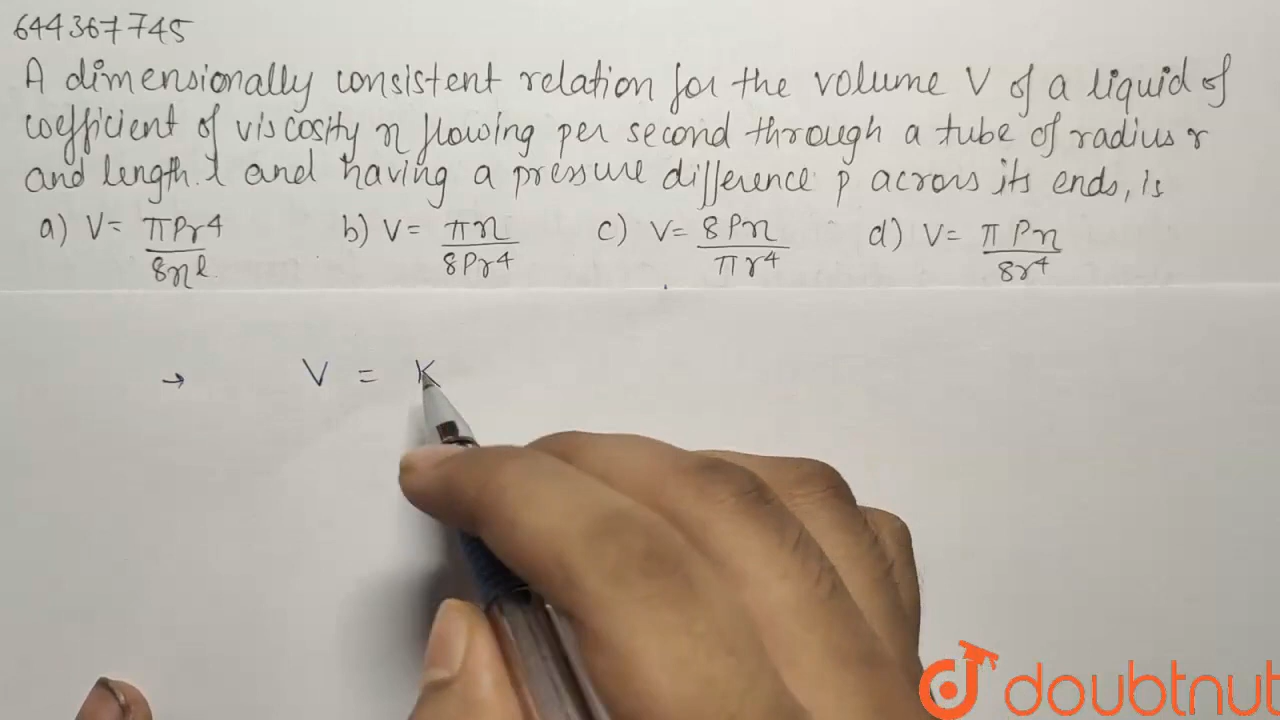 644367745
A dimensionally consistent relation for the volume V of a liquid of
coefficient of viscosity η flowing per second through a tube of radius r
and length l and having a pressure difference p across its ends, is
a) V = πPr4 / 8ηl b) V = πη / 8Pr4 c) V = 8Pη / πr4 d) V = πPη / 8r4
→ V = K
doubtnut